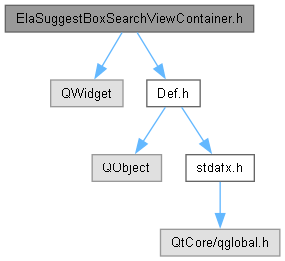 ElaSuggestBoxSearchViewContainer.h
QWidget
Def.h
QObject
stdafx.h
QtCore/qglobal.h